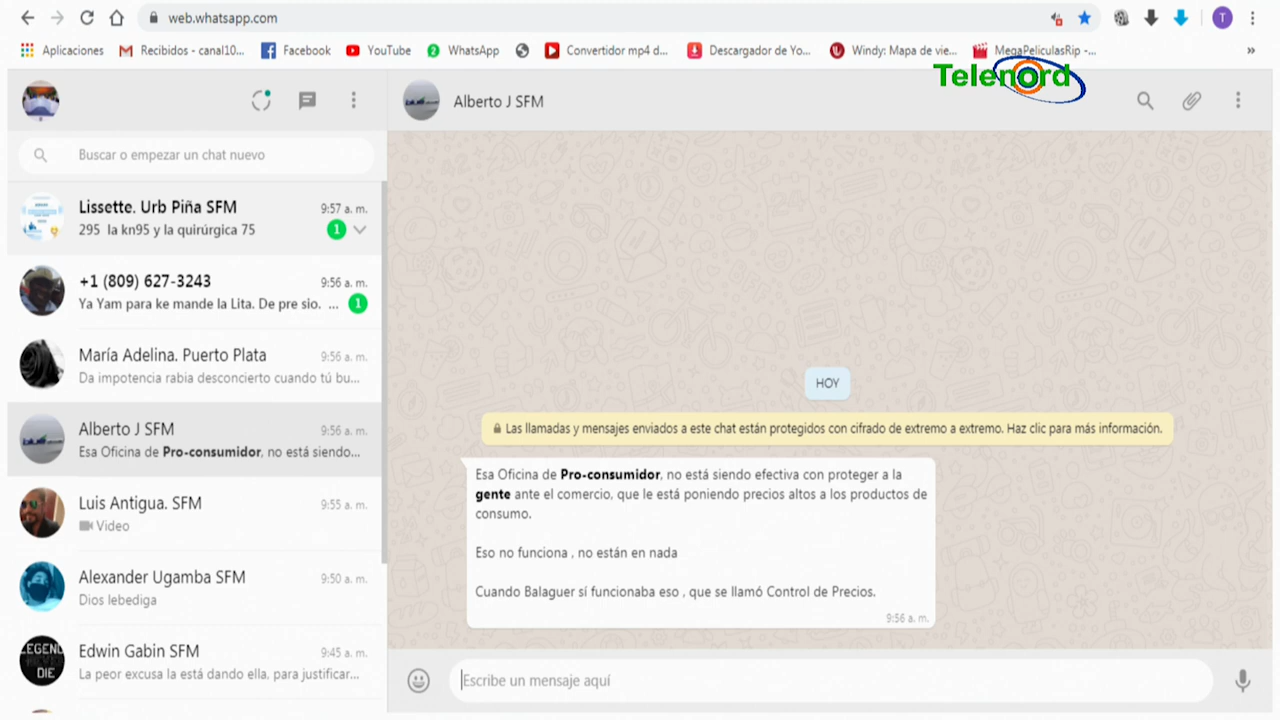 web.whatsapp.com
T
Aplicaciones
Recibidos - canal10...
Facebook
YouTube
WhatsApp
Convertidor mp4 d...
Descargador de Yo...
Windy: Mapa de vie...
MegaPeliculasRip -...
»
Telenord
Alberto J SFM
Buscar o empezar un chat nuevo
Lissette. Urb Piña SFM
9:57 a. m.
295 la kn95 y la quirúrgica 75
1
+1 (809) 627-3243
9:56 a. m.
Ya Yam para ke mande la Lita. De pre sio. ...
1
María Adelina. Puerto Plata
9:56 a. m.
Da impotencia rabia desconcierto cuando tú bu...
Alberto J SFM
9:56 a. m.
Esa Oficina de Pro-consumidor, no está siendo...
Luis Antigua. SFM
9:55 a. m.
Video
Alexander Ugamba SFM
9:50 a. m.
Dios lebediga
Edwin Gabin SFM
9:45 a. m.
La peor excusa la está dando ella, para justificar...
LEGEND
DIE
HOY
Las llamadas y mensajes enviados a este chat están protegidos con cifrado de extremo a extremo. Haz clic para más información.
Esa Oficina de Pro-consumidor, no está siendo efectiva con proteger a la
gente ante el comercio, que le está poniendo precios altos a los productos de
consumo.
Eso no funciona , no están en nada
Cuando Balaguer sí funcionaba eso , que se llamó Control de Precios.
9:56 a. m.
Escribe un mensaje aquí